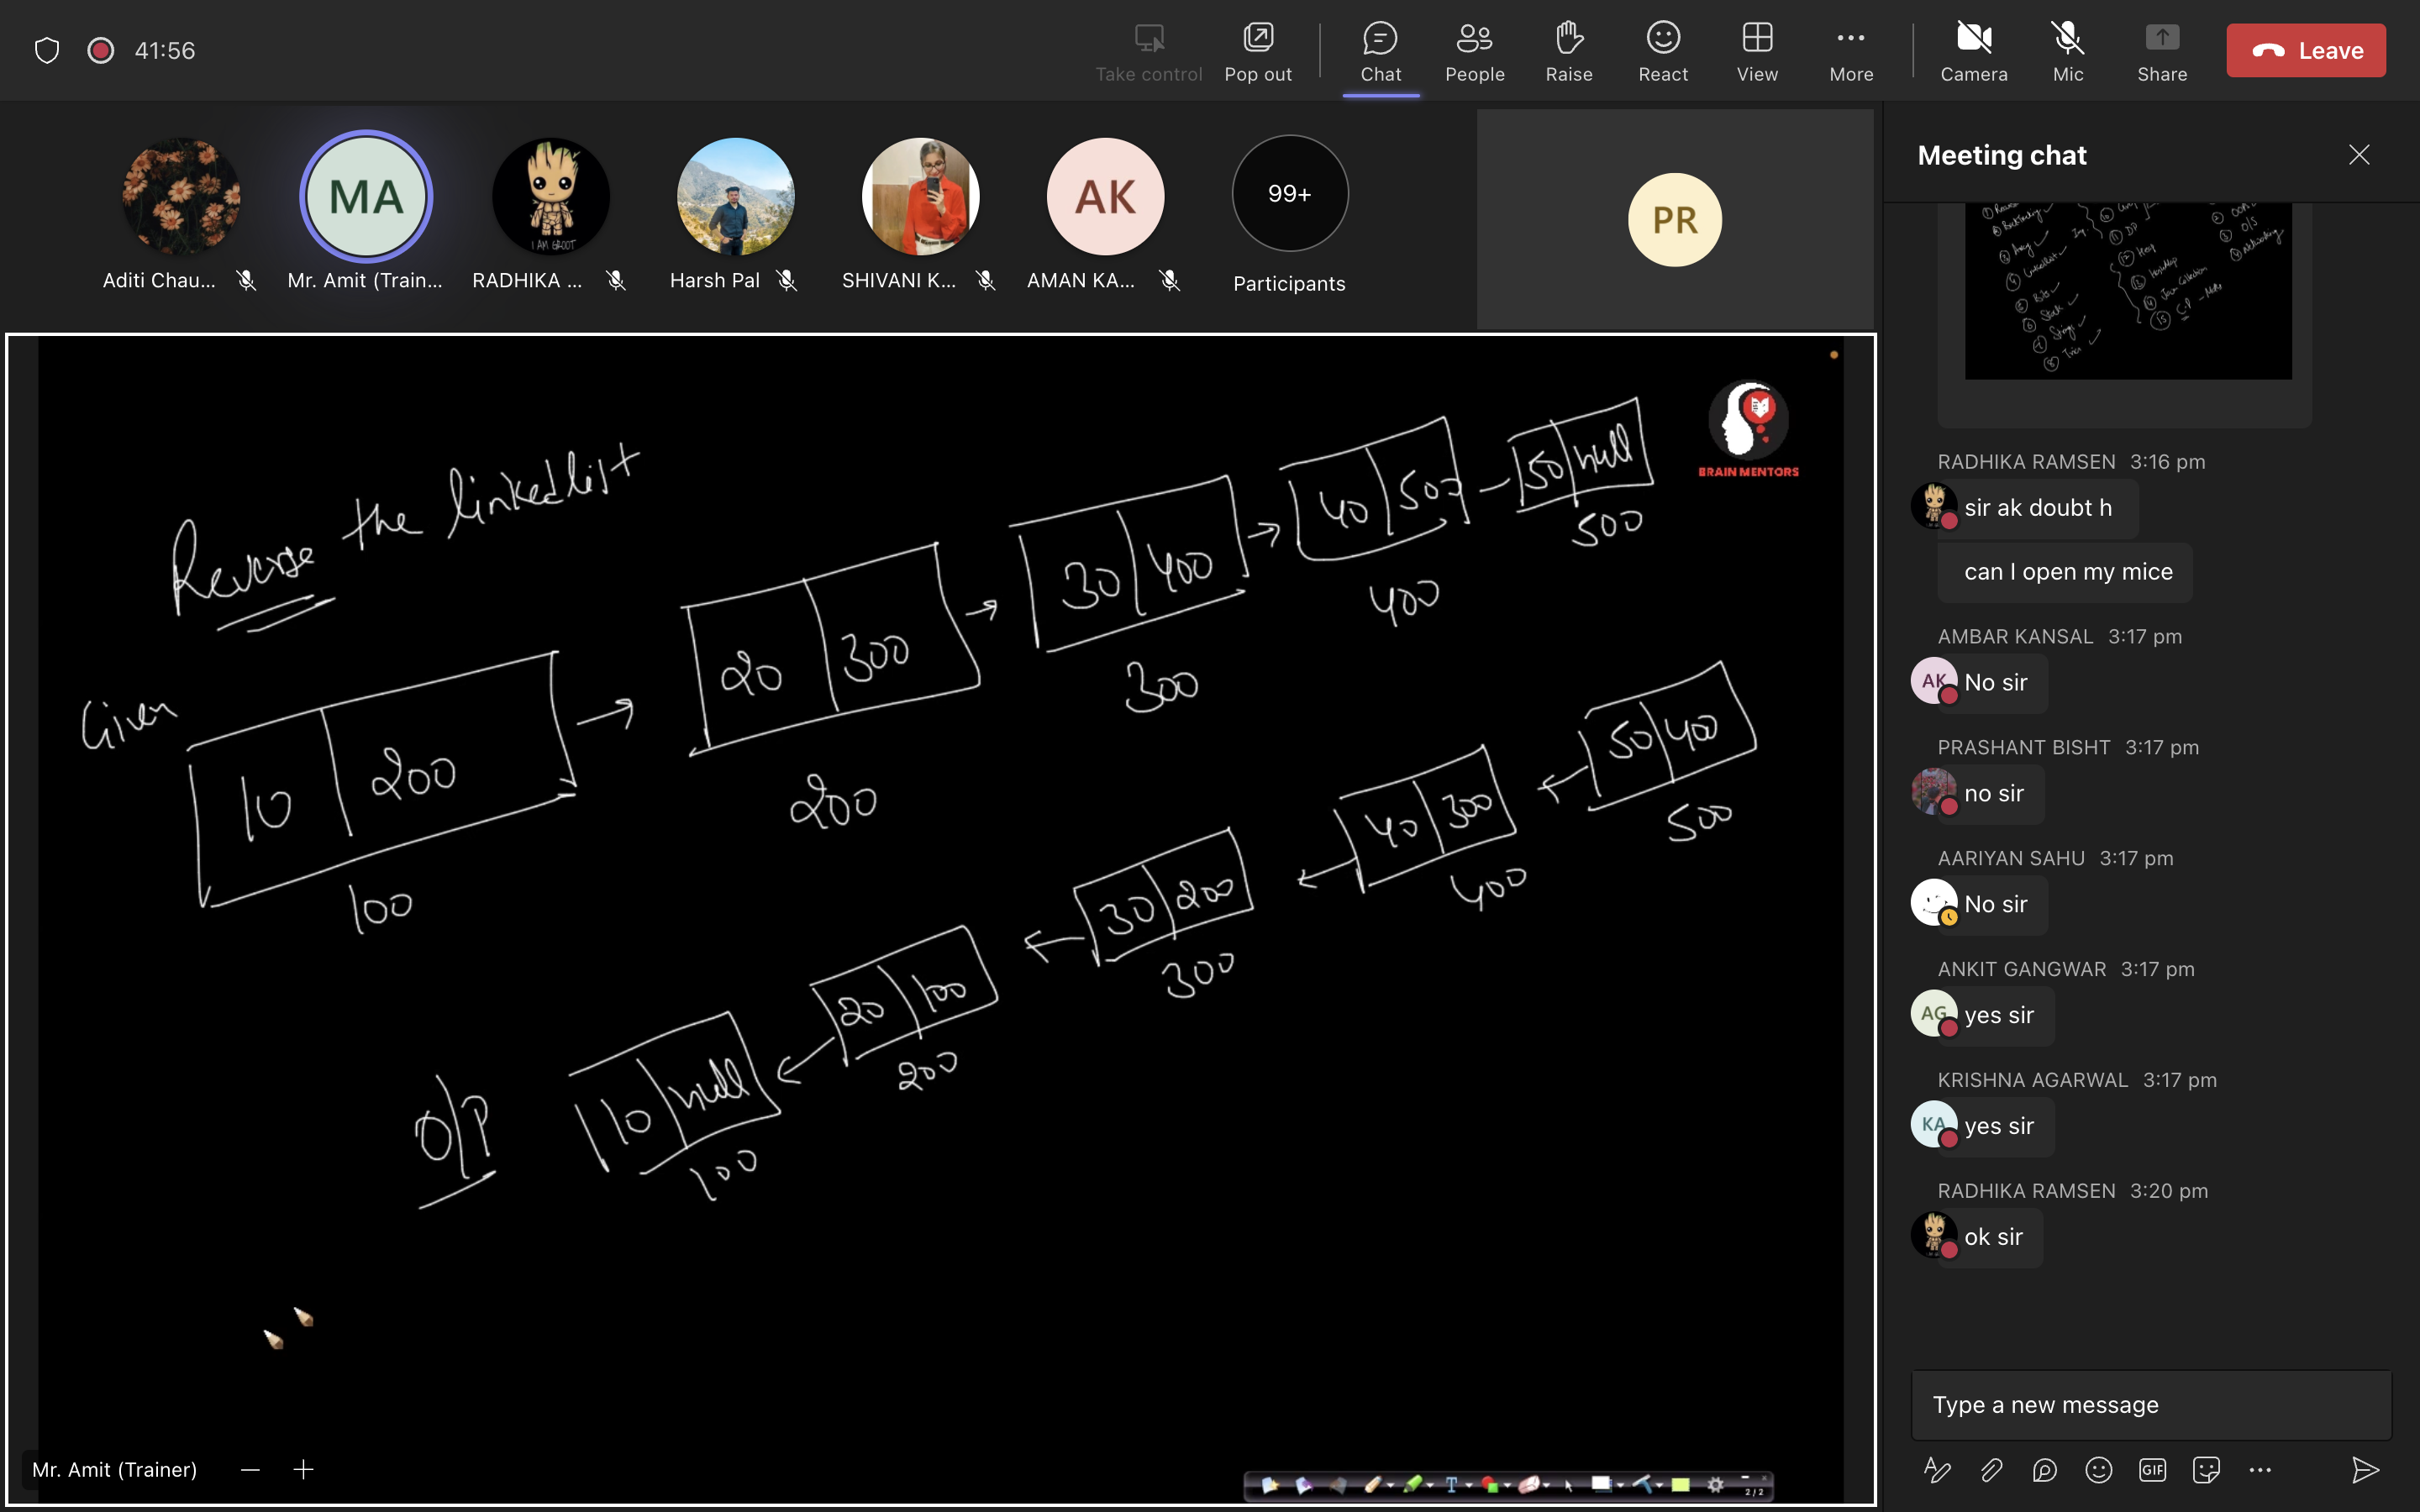 41:56
Take control
Pop out
Chat
People
Raise
React
View
More
Camera
Mic
Share
Leave
Aditi Chau...
MA
Mr. Amit (Train...
I AM GROOT
RADHIKA ...
Harsh Pal
SHIVANI K...
AK
AMAN KA...
99+
Participants
PR
BRAIN MENTORS
Reverse the linkedlist
Given
10 200
100
20 300
200
30 400
300
40 500
400
50 null
500
O/P
10 null
100
20 100
200
30 200
300
40 300
400
50 400
500
Mr. Amit (Trainer)
T
2/2
Meeting chat
DP
Heap
O/S
RADHIKA RAMSEN 3:16 pm
sir ak doubt h
can I open my mice
AMBAR KANSAL 3:17 pm
AK
No sir
PRASHANT BISHT 3:17 pm
no sir
AARIYAN SAHU 3:17 pm
No sir
ANKIT GANGWAR 3:17 pm
AG
yes sir
KRISHNA AGARWAL 3:17 pm
KA
yes sir
RADHIKA RAMSEN 3:20 pm
ok sir
Type a new message
GIF